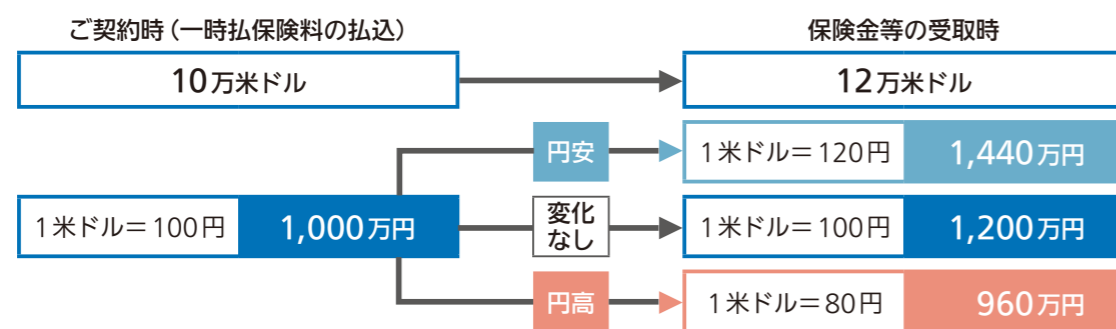 ご契約時（一時払保険料の払込）
保険金等の受取時
10万米ドル
12万米ドル
円安
1米ドル＝120円
1,440万円
1米ドル＝100円
1,000万円
変化
なし
1米ドル＝100円
1,200万円
円高
1米ドル＝80円
960万円